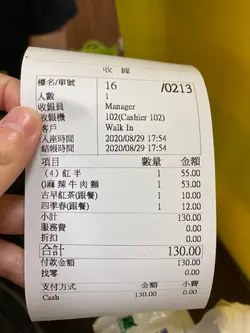 收據
檯名/單號 16 /0213
人數 1
收銀員 Manager
收銀機 102(Cashier 102)
客戶 Walk In
入座時間 2020/08/29 17:54
結帳時間 2020/08/29 17:54
項目 數量 金額
(4)紅半 1 55.00
0麻辣牛肉麵 1 53.00
古早紅茶(跟餐) 1 10.00
四季春(跟餐) 1 12.00
小計 130.00
服務費 0.00
折扣 0.00
合計 130.00
付款金額 130.00
找零 0.00
支付方式 金額 小費
Cash 130.00 0.00